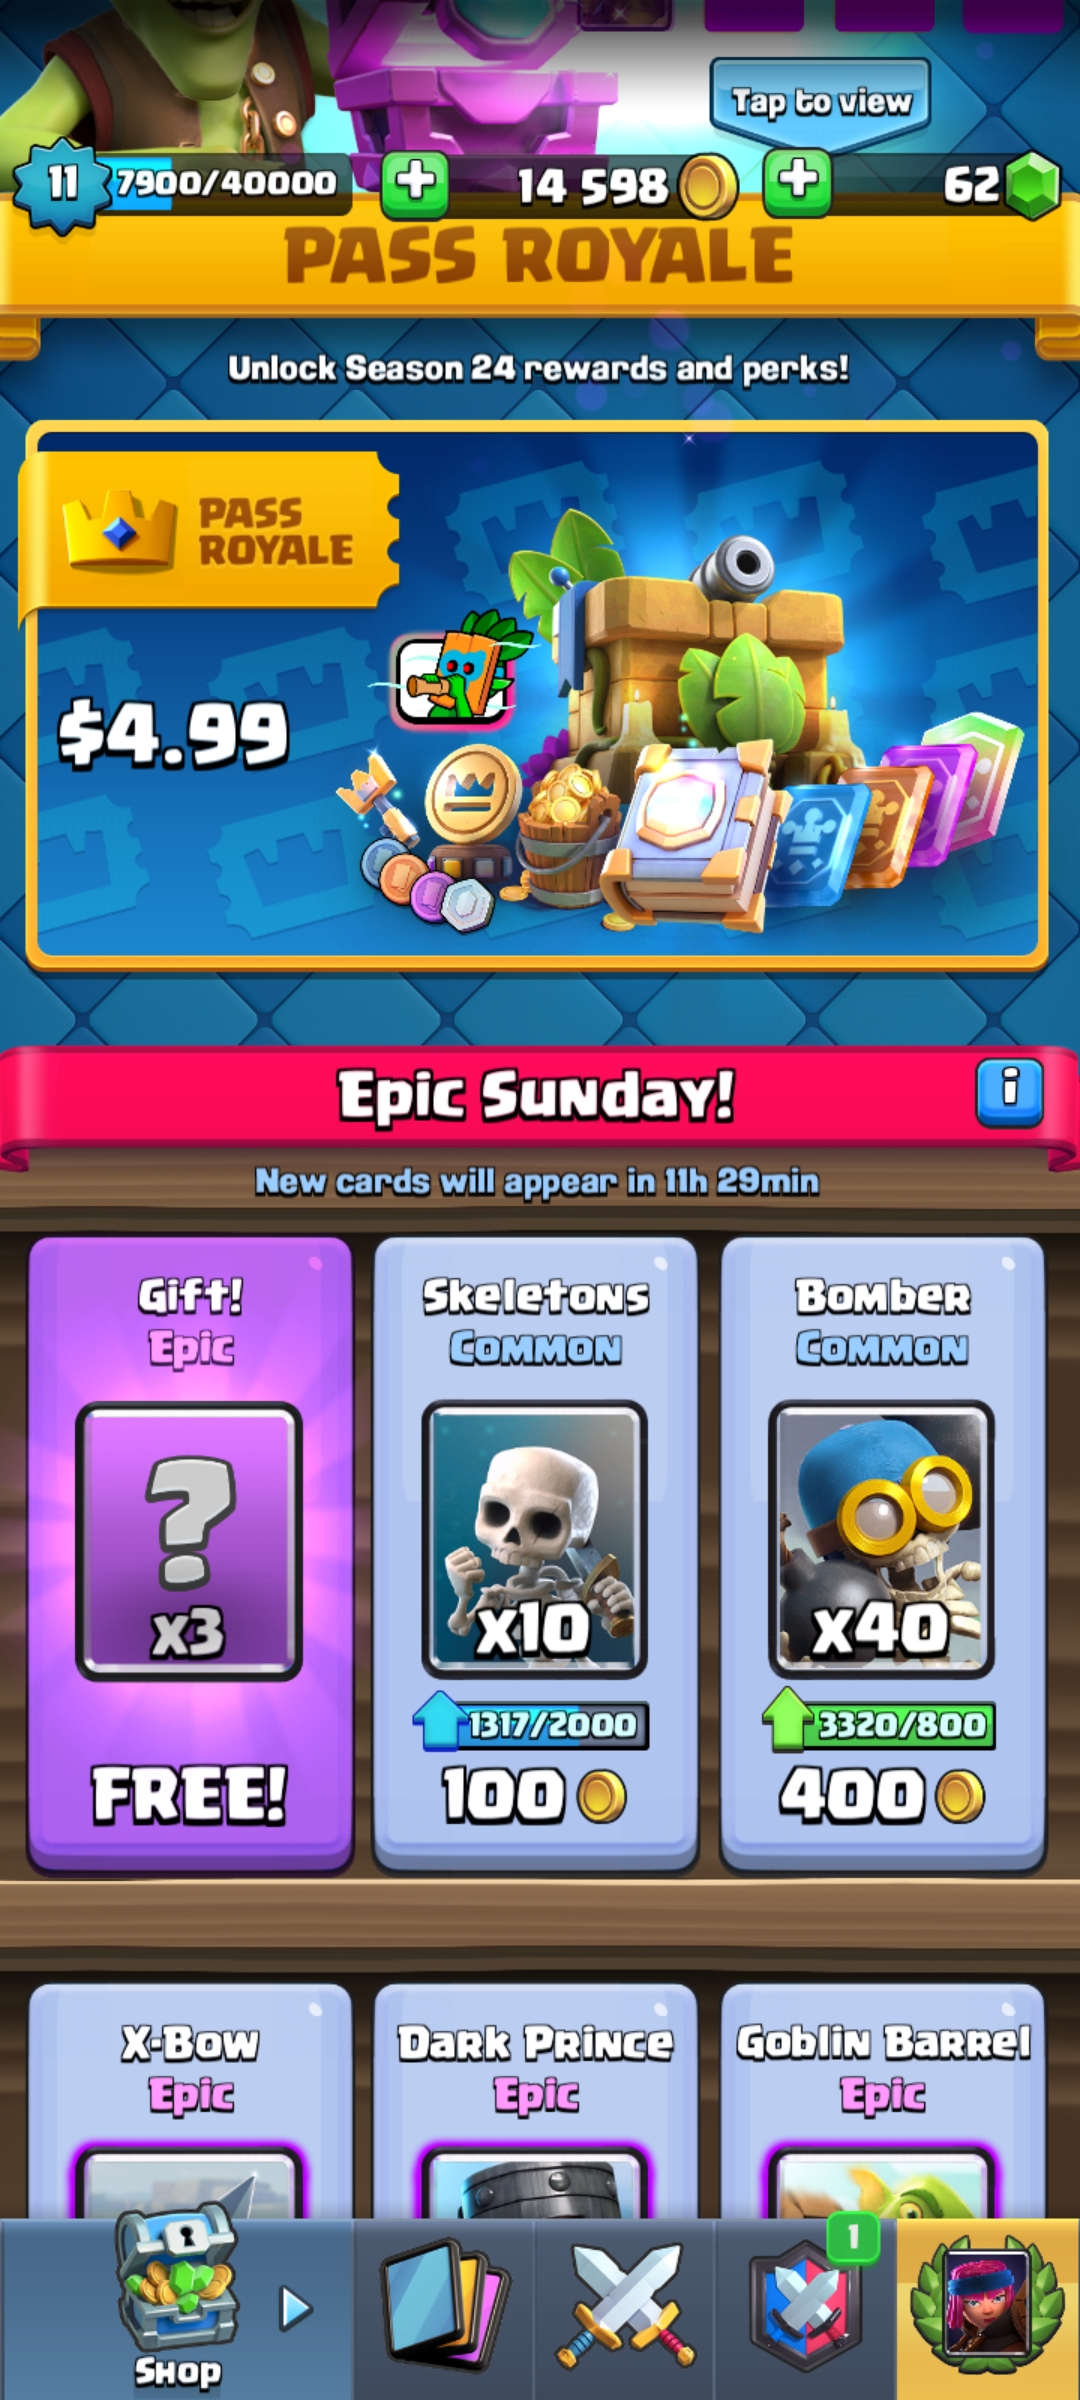 Tap to view
11
7900/40000
14 598
62
PASS ROYALE
Unlock Season 24 rewards and perks!
PASS
ROYALE
$4.99
Epic Sunday!
i
New cards will appear in 11h 29min
Gift!
Epic
?
x3
FREE!
Skeletons
Common
x10
1317/2000
100
Bomber
Common
x40
3320/800
400
X-Bow
Epic
Dark Prince
Epic
Goblin Barrel
Epic
Shop
1